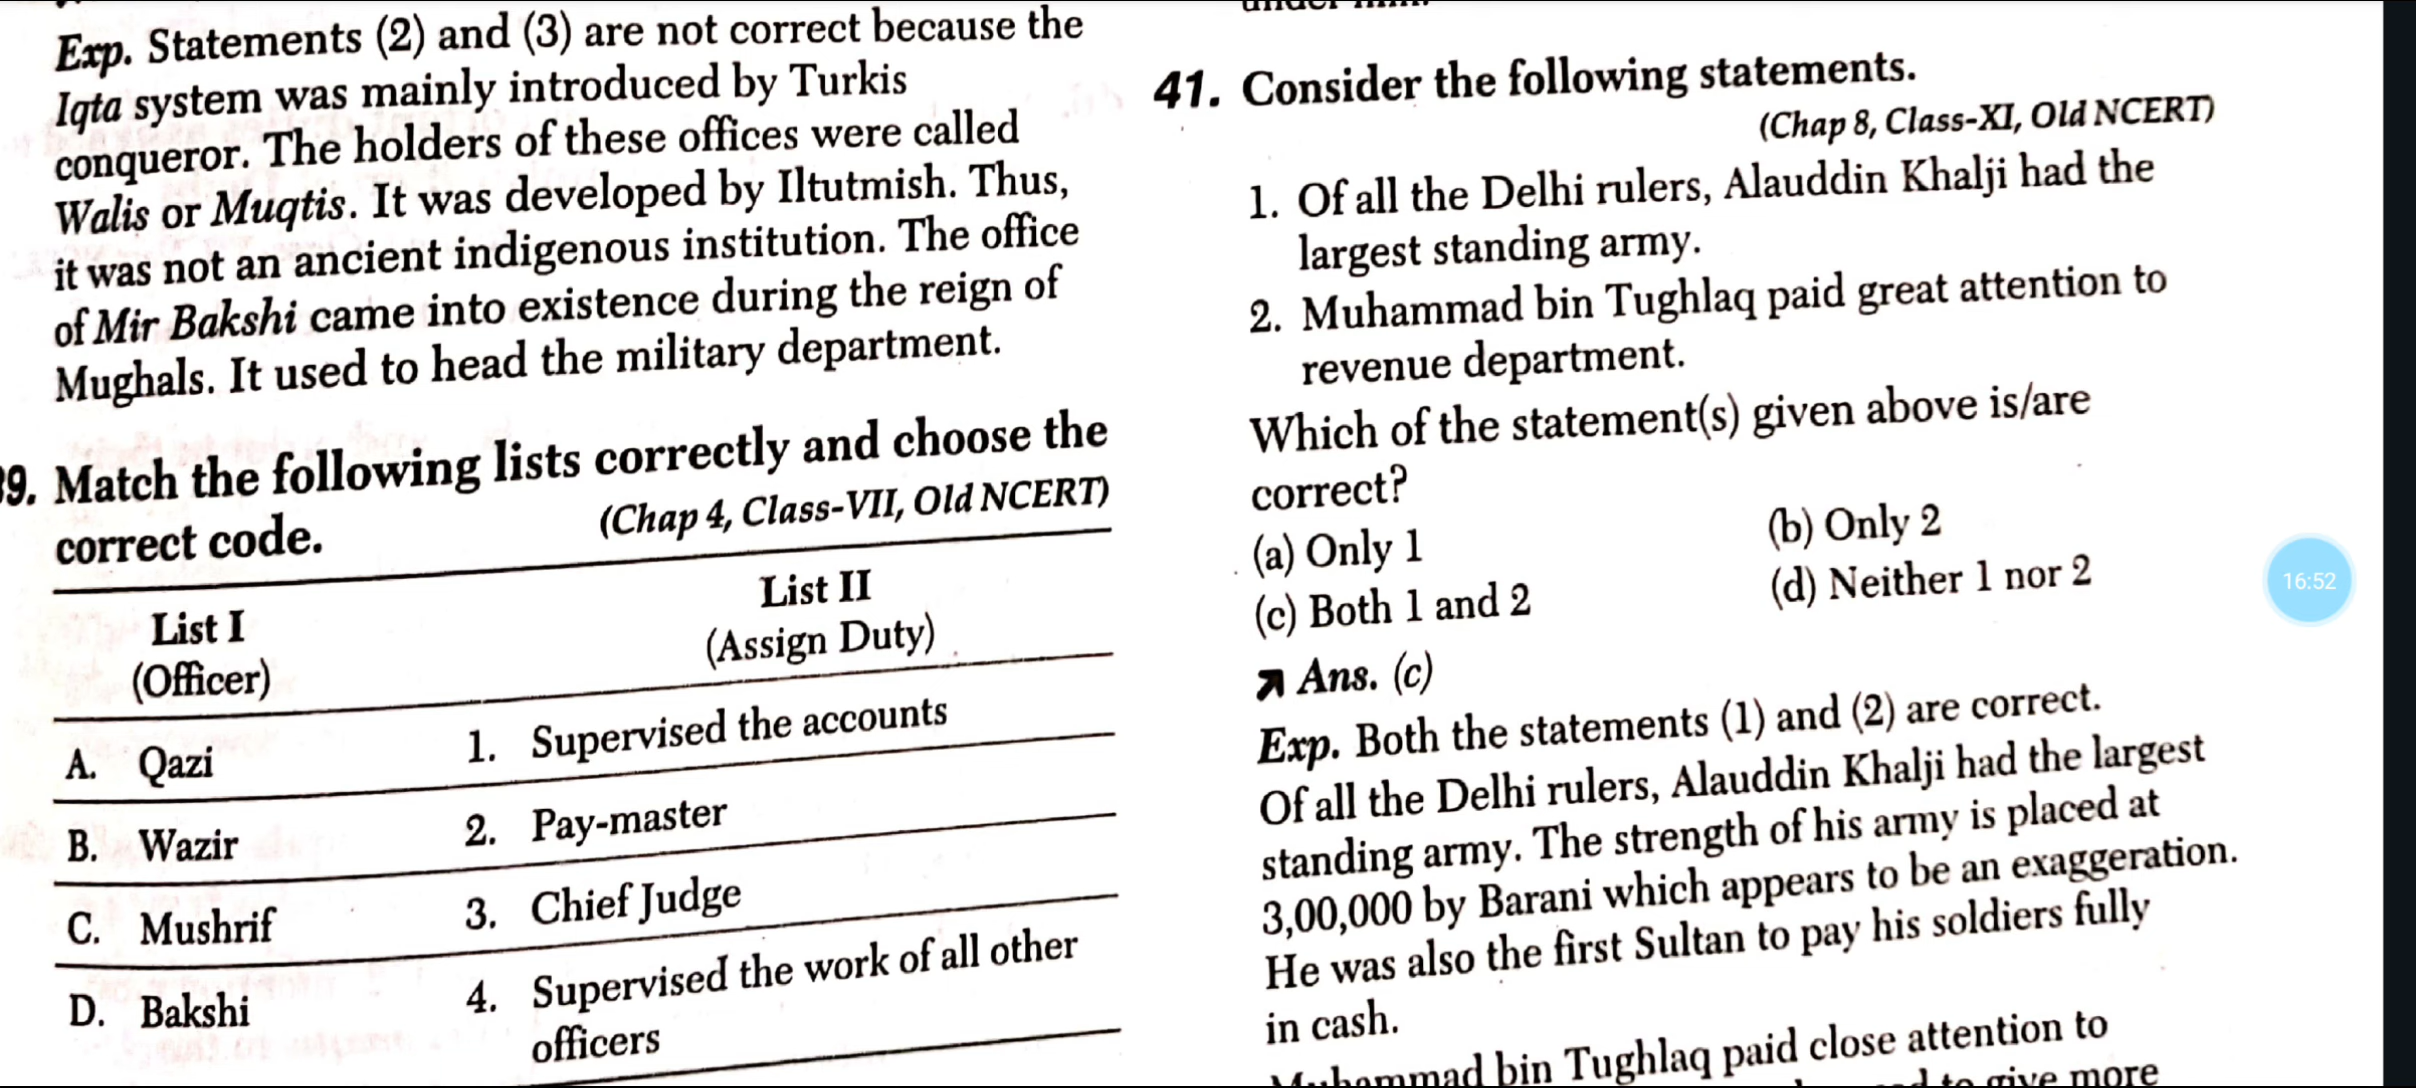 Exp. Statements (2) and (3) are not correct because the
Iqta system was mainly introduced by Turkis
conqueror. The holders of these offices were called
Walis or Muqtis. It was developed by Iltutmish. Thus,
it was not an ancient indigenous institution. The office
of Mir Bakshi came into existence during the reign of
Mughals. It used to head the military department.
39. Match the following lists correctly and choose the
correct code. (Chap 4, Class-VII, Old NCERT)
List I
(Officer)
List II
(Assign Duty)
A. Qazi 1. Supervised the accounts
B. Wazir 2. Pay-master
C. Mushrif 3. Chief Judge
D. Bakshi 4. Supervised the work of all other
officers
41. Consider the following statements.
(Chap 8, Class-XI, Old NCERT)
1. Of all the Delhi rulers, Alauddin Khalji had the
largest standing army.
2. Muhammad bin Tughlaq paid great attention to
revenue department.
Which of the statement(s) given above is/are
correct?
(a) Only 1 (b) Only 2
(c) Both 1 and 2 (d) Neither 1 nor 2
Ans. (c)
Exp. Both the statements (1) and (2) are correct.
Of all the Delhi rulers, Alauddin Khalji had the largest
standing army. The strength of his army is placed at
3,00,000 by Barani which appears to be an exaggeration.
He was also the first Sultan to pay his soldiers fully
in cash.
Muhammad bin Tughlaq paid close attention to
to give more
16:52